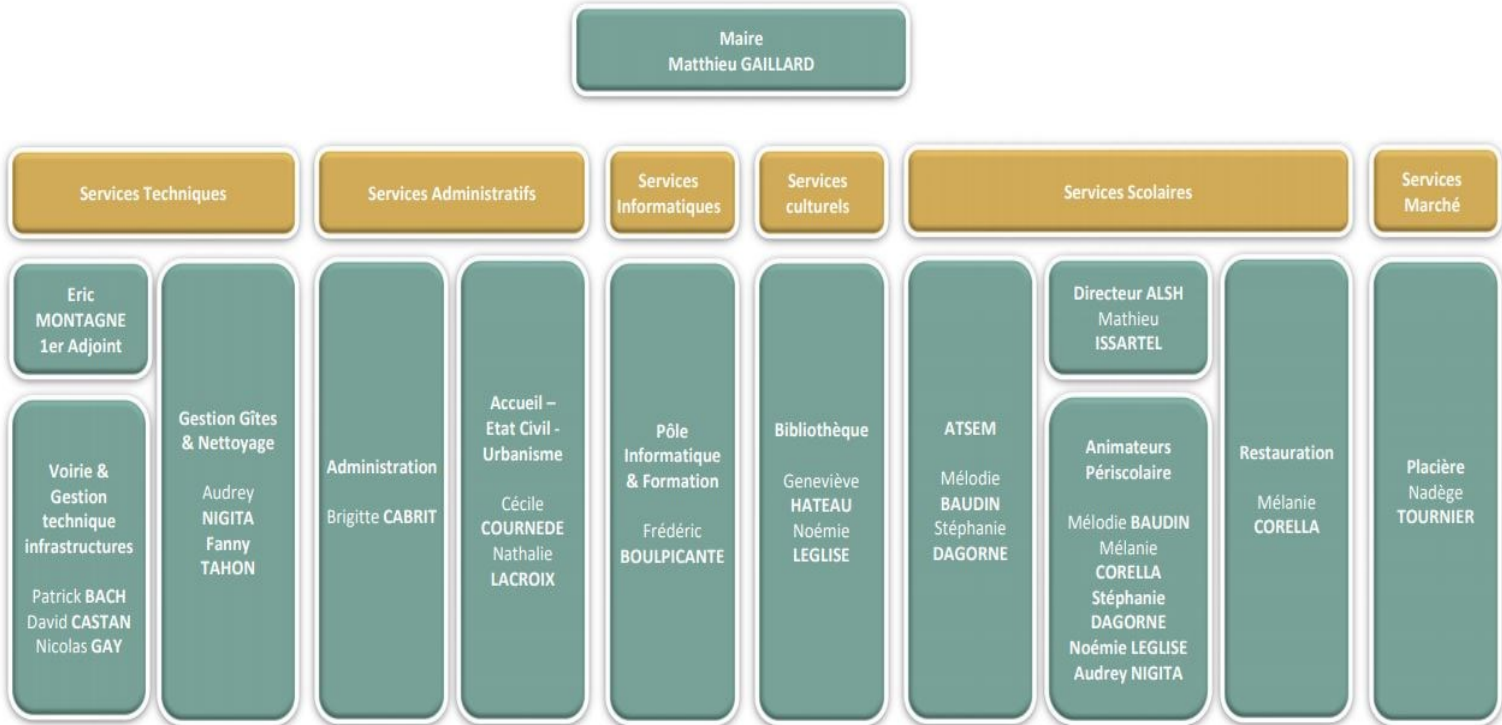 Maire
Matthieu GAILLARD
Services Techniques
Services Administratifs
Services
Informatiques
Services
culturels
Services Scolaires
Services
Marché
Eric
MONTAGNE
1er Adjoint
Voirie &
Gestion
technique
infrastructures
Patrick BACH
David CASTAN
Nicolas GAY
Gestion Gîtes
& Nettoyage
Audrey
NIGITA
Fanny
TAHON
Administration
Brigitte CABRIT
Accueil –
Etat Civil -
Urbanisme
Cécile
COURNEDE
Nathalie
LACROIX
Pôle
Informatique
& Formation
Frédéric
BOULPICANTE
Bibliothèque
Geneviève
HATEAU
Noémie
LEGLISE
ATSEM
Mélodie
BAUDIN
Stéphanie
DAGORNE
Directeur ALSH
Mathieu
ISSARTEL
Animateurs
Périscolaire
Mélodie BAUDIN
Mélanie
CORELLA
Stéphanie
DAGORNE
Noémie LEGLISE
Audrey NIGITA
Restauration
Mélanie
CORELLA
Placière
Nadège
TOURNIER